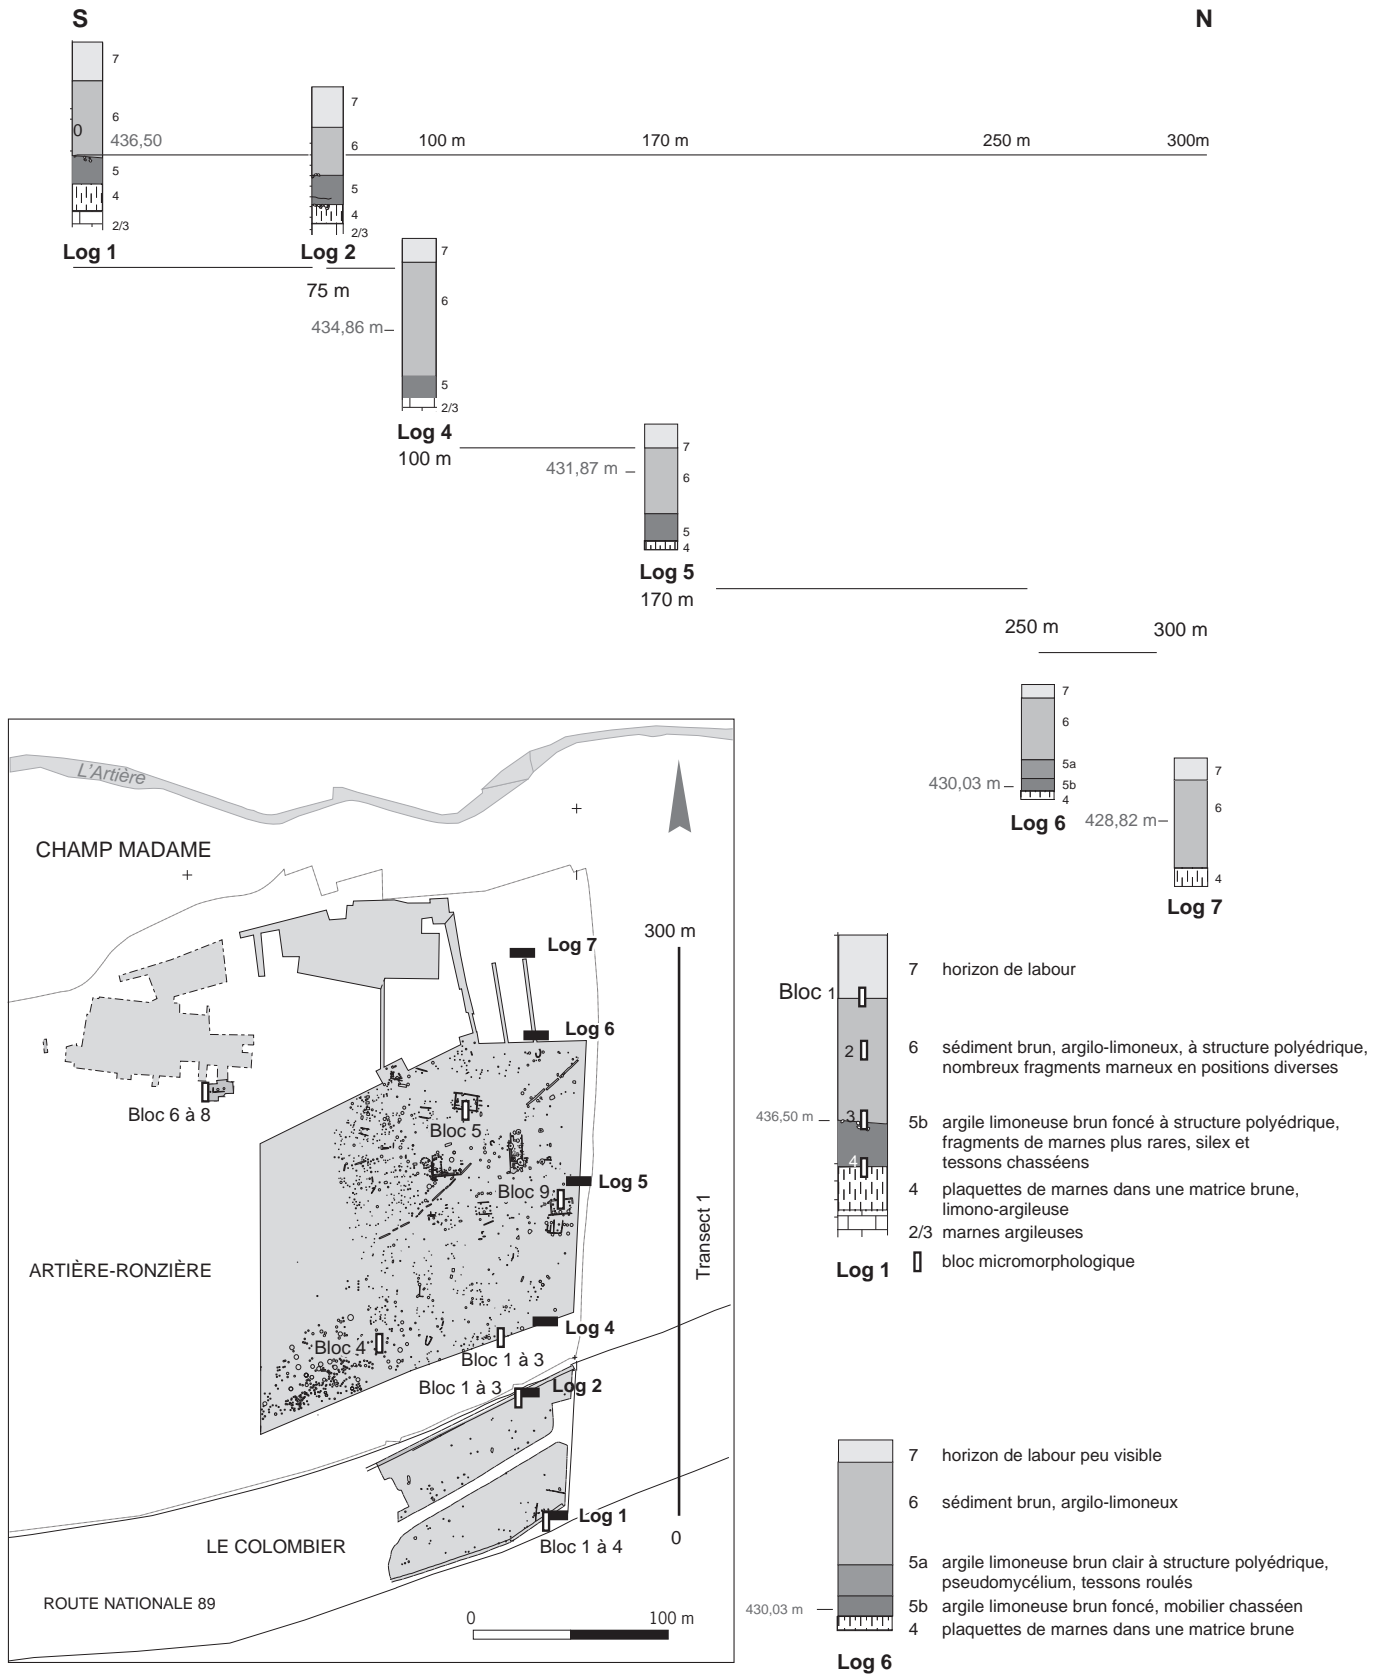 S
N
7
6
0
436,50
5
4
2/3
Log 1
7
6
5
4
2/3
Log 2
100 m
170 m
250 m
300m
75 m
7
6
434,86 m
5
2/3
Log 4
100 m
7
431,87 m
6
5
4
Log 5
170 m
250 m
300 m
7
6
5a
430,03 m
5b
4
Log 6
7
6
428,82 m
4
Log 7
L'Artière
CHAMP MADAME
Log 7
300 m
Log 6
Bloc 6 à 8
Bloc 5
Log 5
Bloc 9
Transect 1
ARTIÈRE-RONZIÈRE
Log 4
Bloc 4
Bloc 1 à 3
Bloc 1 à 3
Log 2
Log 1
0
LE COLOMBIER
Bloc 1 à 4
ROUTE NATIONALE 89
0
100 m
7 horizon de labour
Bloc 1
2
6 sédiment brun, argilo-limoneux, à structure polyédrique,
nombreux fragments marneux en positions diverses
436,50 m
3
5b argile limoneuse brun foncé à structure polyédrique,
fragments de marnes plus rares, silex et
tessons chasséens
4
4 plaquettes de marnes dans une matrice brune,
limono-argileuse
2/3 marnes argileuses
Log 1
bloc micromorphologique
7 horizon de labour peu visible
6 sédiment brun, argilo-limoneux
5a argile limoneuse brun clair à structure polyédrique,
pseudomycélium, tessons roulés
430,03 m
5b argile limoneuse brun foncé, mobilier chasséen
4 plaquettes de marnes dans une matrice brune
Log 6